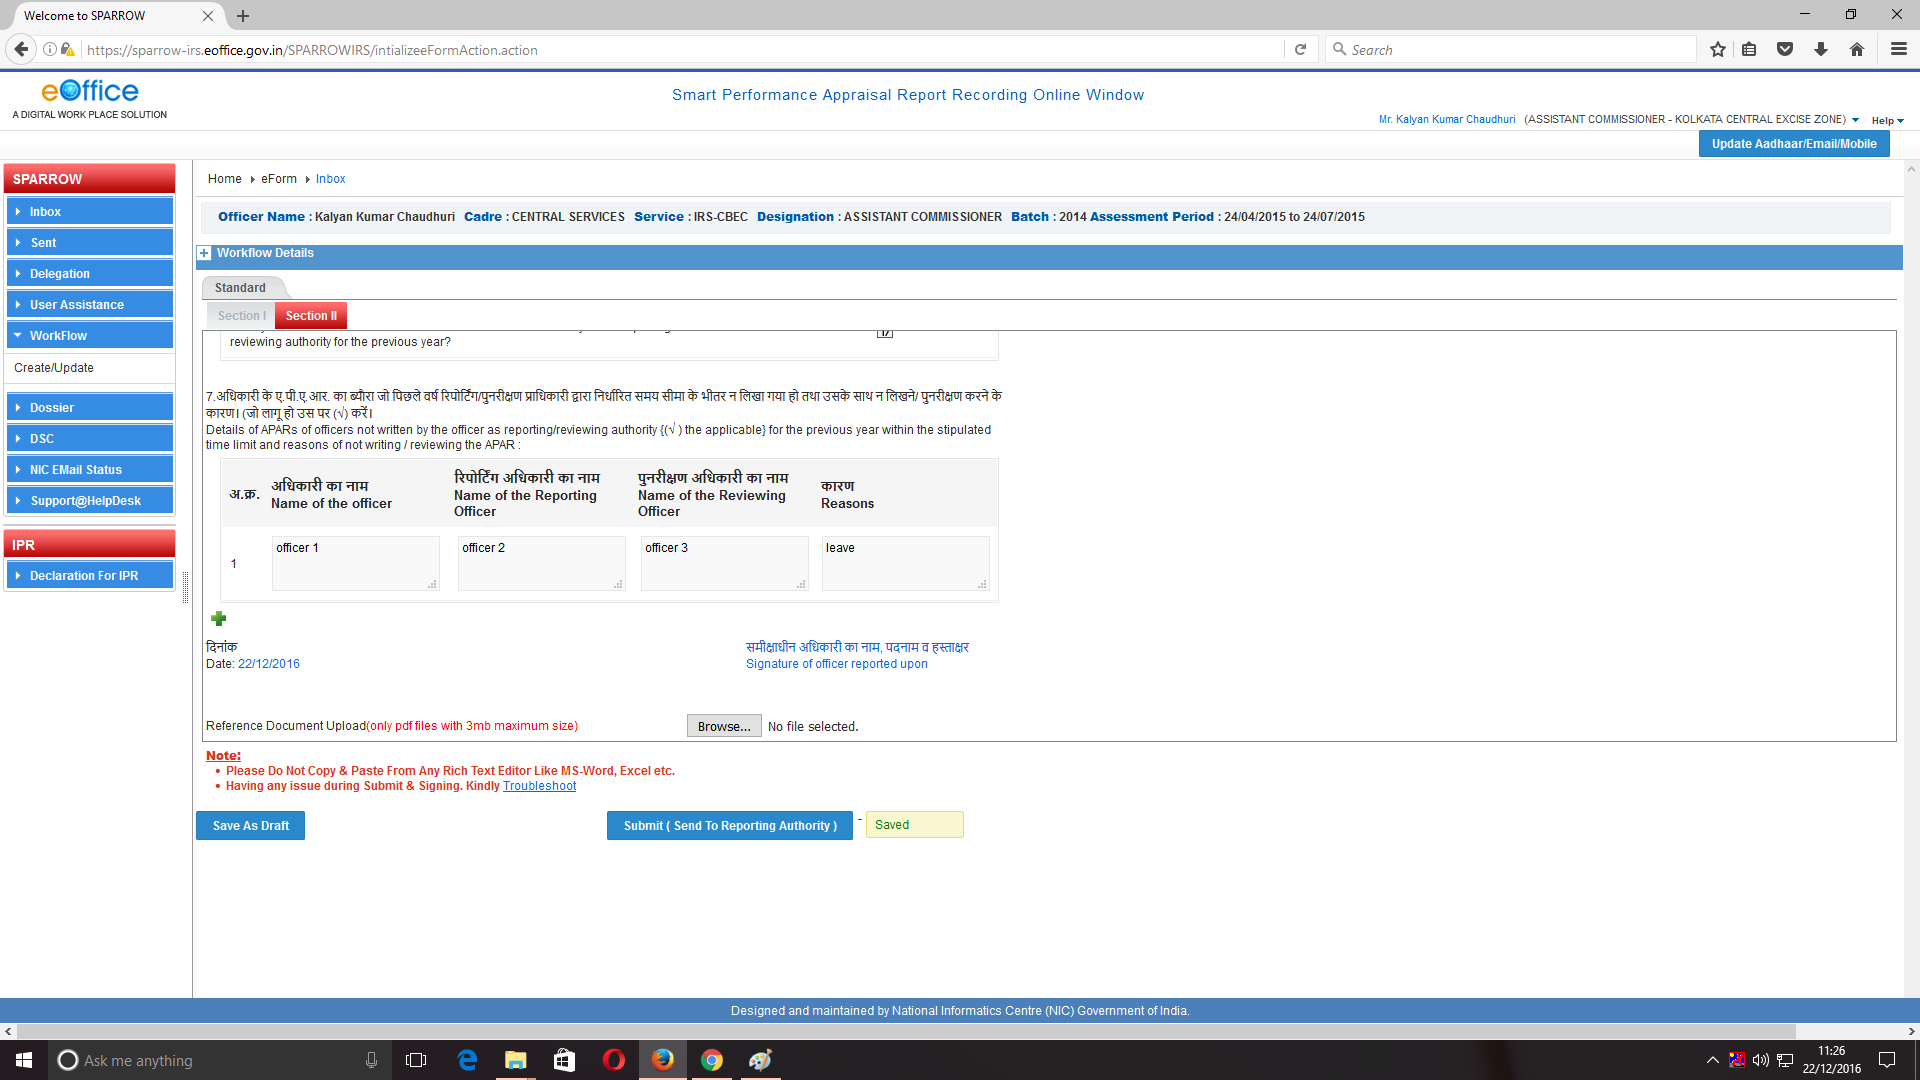 Welcome to SPARROW
https://sparrow-irs.eoffice.gov.in/SPARROWIRS/intializeeFormAction.action
Search
eOffice
A DIGITAL WORK PLACE SOLUTION
Smart Performance Appraisal Report Recording Online Window
Mr. Kalyan Kumar Chaudhuri (ASSISTANT COMMISSIONER - KOLKATA CENTRAL EXCISE ZONE) Help
Update Aadhaar/Email/Mobile
SPARROW
Inbox
Sent
Delegation
User Assistance
WorkFlow
Create/Update
Dossier
DSC
NIC EMail Status
Support@HelpDesk
IPR
Declaration For IPR
Home eForm Inbox
Officer Name : Kalyan Kumar Chaudhuri Cadre : CENTRAL SERVICES Service : IRS-CBEC Designation : ASSISTANT COMMISSIONER Batch : 2014 Assessment Period : 24/04/2015 to 24/07/2015
Workflow Details
Standard
Section I Section II
reviewing authority for the previous year?
7.अधिकारी के ए.पी.ए.आर. का ब्यौरा जो पिछले वर्ष रिपोर्टिंग/पुनरीक्षण प्राधिकारी द्वारा निर्धारित समय सीमा के भीतर न लिखा गया हो तथा उसके साथ न लिखने/ पुनरीक्षण करने के
कारण। (जो लागू हो उस पर (√) करें।
Details of APARs of officers not written by the officer as reporting/reviewing authority {(√ ) the applicable} for the previous year within the stipulated
time limit and reasons of not writing / reviewing the APAR :
अ.क्र. अधिकारी का नाम Name of the officer
रिपोर्टिंग अधिकारी का नाम Name of the Reporting Officer
पुनरीक्षण अधिकारी का नाम Name of the Reviewing Officer
कारण Reasons
1 officer 1 officer 2 officer 3 leave
दिनांक
Date: 22/12/2016
समीक्षाधीन अधिकारी का नाम, पदनाम व हस्ताक्षर
Signature of officer reported upon
Reference Document Upload(only pdf files with 3mb maximum size) Browse... No file selected.
Note:
• Please Do Not Copy & Paste From Any Rich Text Editor Like MS-Word, Excel etc.
• Having any issue during Submit & Signing. Kindly Troubleshoot
Save As Draft Submit ( Send To Reporting Authority ) - Saved
Designed and maintained by National Informatics Centre (NIC) Government of India.
Ask me anything
11:26
22/12/2016